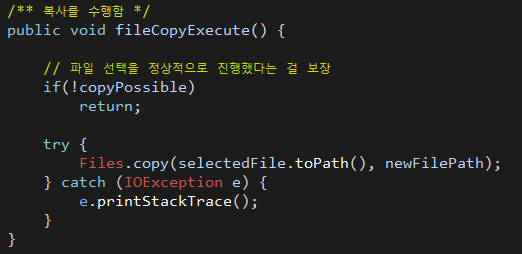 /** 복사를 수행함 */
public void fileCopyExecute() {
// 파일 선택을 정상적으로 진행했다는 걸 보장
if(!copyPossible)
return;
try {
Files.copy(selectedFile.toPath(), newFilePath);
} catch (IOException e) {
e.printStackTrace();
}
}